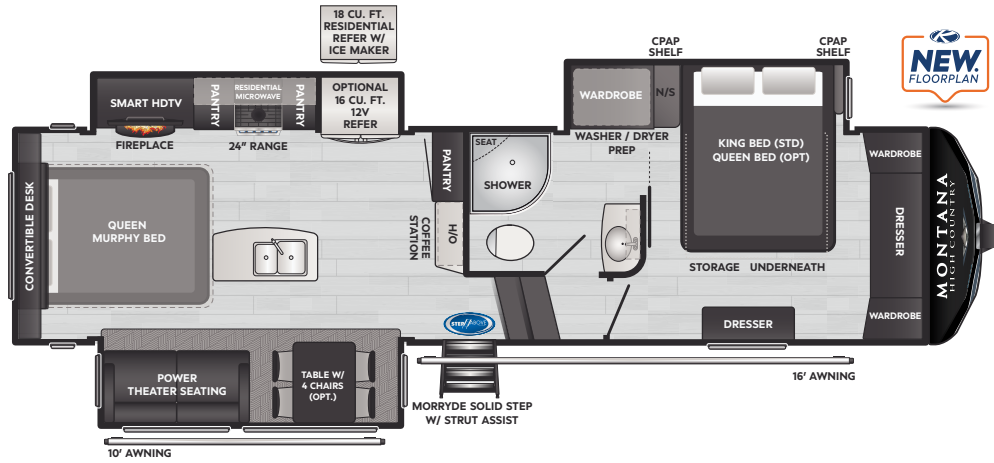 18 CU. FT.
RESIDENTIAL
REFER W/
ICE MAKER
OPTIONAL
16 CU. FT.
12V
REFER
SMART HDTV
FIREPLACE
PANTRY
RESIDENTIAL
MICROWAVE
PANTRY
24" RANGE
CPAP
SHELF
CPAP
SHELF
K
NEW.
FLOORPLAN
WARDROBE
N/S
WASHER / DRYER
PREP
KING BED (STD)
QUEEN BED (OPT)
STORAGE UNDERNEATH
WARDROBE
DRESSER
WARDROBE
MONTANA
HIGH COUNTRY
PANTRY
SEAT
SHOWER
COFFEE
STATION
H/O
CONVERTIBLE DESK
QUEEN
MURPHY BED
STEP ABOVE
DRESSER
POWER
THEATER SEATING
TABLE W/
4 CHAIRS
(OPT.)
16' AWNING
MORRYDE SOLID STEP
W/ STRUT ASSIST
10' AWNING